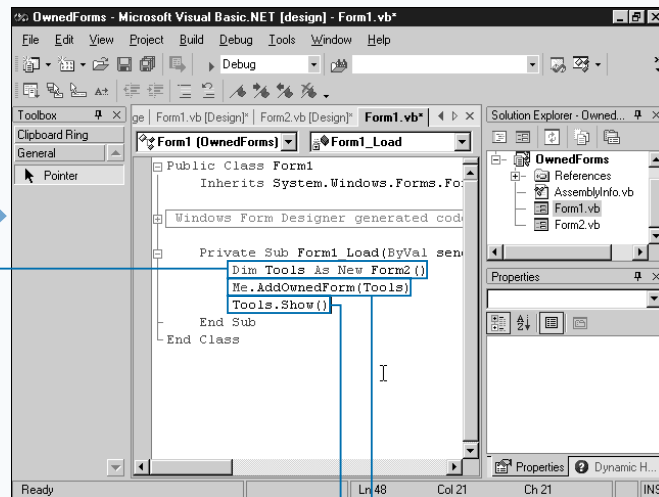 OwnedForms - Microsoft Visual Basic.NET [design] - Form1.vb*
File Edit View Project Build Debug Tools Window Help
Debug
Toolbox
Clipboard Ring
General
Pointer
ge Form1.vb [Design]* Form2.vb [Design]* Form1.vb*
Form1 (OwnedForms) Form1_Load
Public Class Form1
Inherits System.Windows.Forms.Fo
Windows Form Designer generated code
Private Sub Form1_Load(ByVal sen
Dim Tools As New Form2()
Me.AddOwnedForm(Tools)
Tools.Show()
End Sub
End Class
Solution Explorer - Owned...
OwnedForms
References
AssemblyInfo.vb
Form1.vb
Form2.vb
Properties
Properties Dynamic H...
Ready Ln 48 Col 21 Ch 21 INS